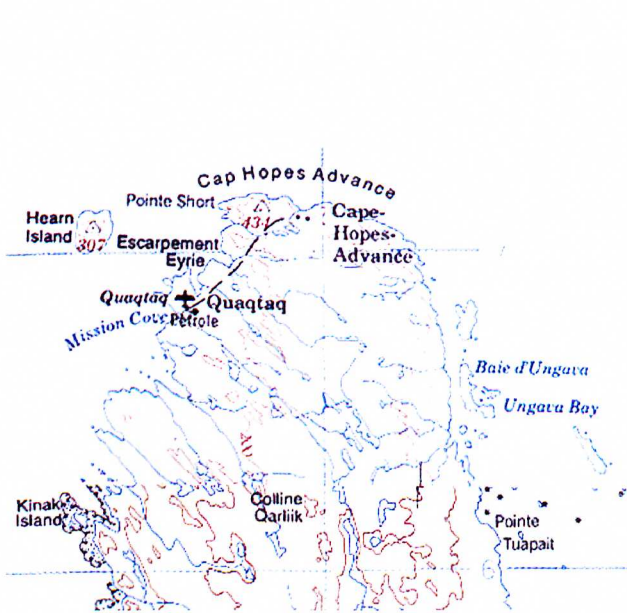 Cap Hopes Advance
Pointe Short
434
Cape-
Hopes-
Advance
Hearn
Island
307
Escarpement
Eyrie
Quaqtaq
Quaqtaq
Mission Cove
Pétrole
Baie d'Ungava
Ungava Bay
Kinak
Island
Colline
Qarliik
Pointe
Tuapait